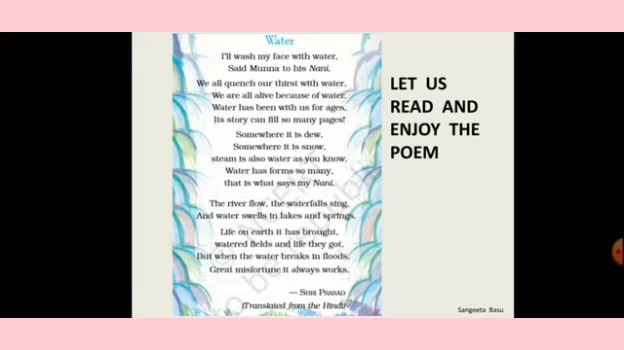 Water
I'll wash my face with water,
Said Munna to his Nani.
We all quench our thirst with water,
We are all alive because of water.
Water has been with us for ages,
Its story can fill so many pages!
Somewhere it is dew,
Somewhere it is snow,
steam is also water as you know,
Water has forms so many,
that is what says my Nani.
The river flow, the waterfalls sing,
And water swells in lakes and springs.
Life on earth it has brought,
watered fields and life they got,
But when the water breaks in floods,
Great misfortune it always works.
— SHRI PRASAD
(Translated from the Hindi)
LET US
READ AND
ENJOY THE
POEM
Sangeeta Basu